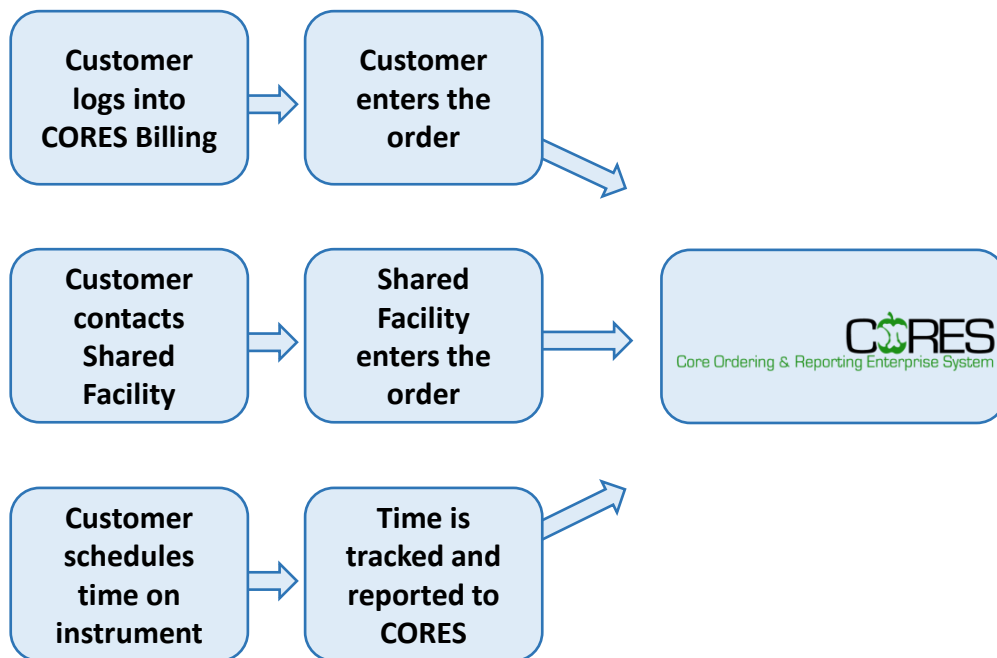 Customer
logs into
CORES Billing
Customer
enters the
order
Customer
contacts
Shared
Facility
Shared
Facility
enters the
order
CORES
Core Ordering & Reporting Enterprise System
Customer
schedules
time on
instrument
Time is
tracked and
reported to
CORES